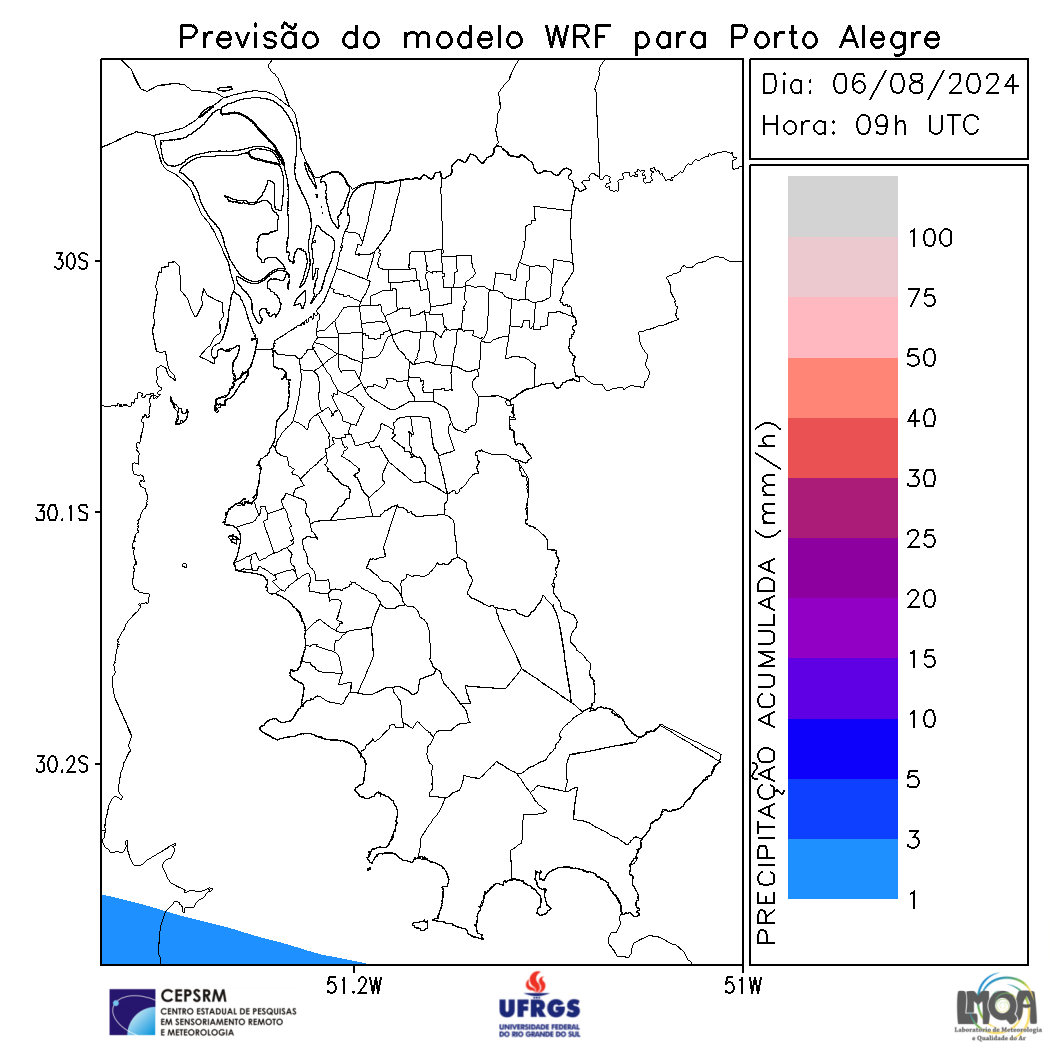 Previsão do modelo WRF para Porto Alegre
Dia: 06/08/2024
Hora: 09h UTC
30S
30.1S
30.2S
51.2W
51W
PRECIPITAÇÃO ACUMULADA (mm/h)
100
75
50
40
30
25
20
15
10
5
3
1
CEPSRM
CENTRO ESTADUAL DE PESQUISAS
EM SENSORIAMENTO REMOTO
E METEOROLOGIA
UFRGS
UNIVERSIDADE FEDERAL
DO RIO GRANDE DO SUL
LMQA
Laboratório de Meteorologia
e Qualidade do Ar